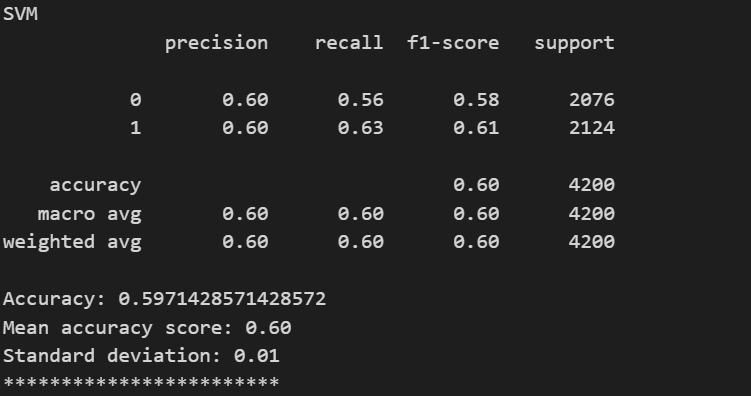 SVM
precision recall f1-score support
0 0.60 0.56 0.58 2076
1 0.60 0.63 0.61 2124
accuracy 0.60 4200
macro avg 0.60 0.60 0.60 4200
weighted avg 0.60 0.60 0.60 4200
Accuracy: 0.5971428571428572
Mean accuracy score: 0.60
Standard deviation: 0.01
************************